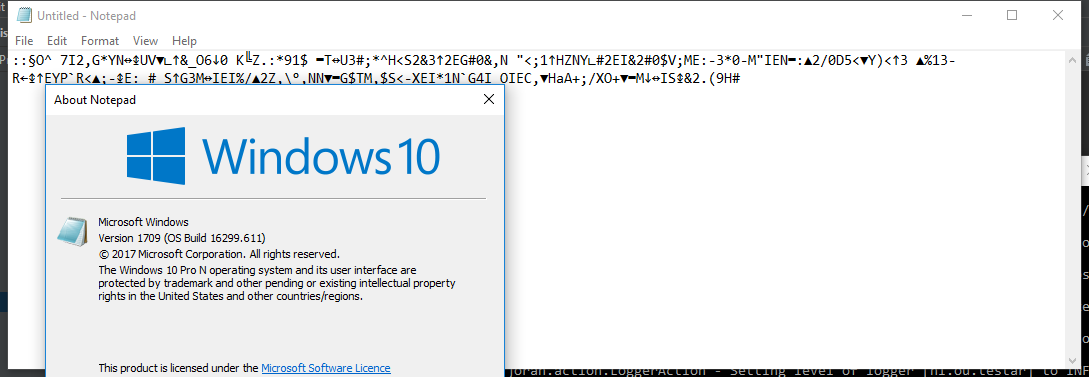 Untitled - Notepad
File Edit Format View Help
::§O^ 7I2,G*YN↔↨UV▼∟↑&_O6↓0 K╚Z.:*91$ ▬T↔U3#;*^H<S2&3↑2EG#0&,N "<;1↑HZNY∟#2EI&2#0$V;ME:-3*0-M"IEN▬:▲2/0D5<▼Y)<↑3 ▲%13-
R←↨↑↑EYP`R<▲;-↨E: # S↑G3M↔IEI%/▲2Z,\°,NN▼▬G$TM,$S<-XEI*1N`G4I OIEC,▼HaA+;/XO+▼▬M↓↔IS↨&2.(9H#
About Notepad
Windows 10
Microsoft Windows
Version 1709 (OS Build 16299.611)
© 2017 Microsoft Corporation. All rights reserved.
The Windows 10 Pro N operating system and its user interface are
protected by trademark and other pending or existing intellectual property
rights in the United States and other countries/regions.
This product is licensed under the Microsoft Software Licence
joran.action.LoggerAction - Setting level of logger [nl.ou.testar] to INF